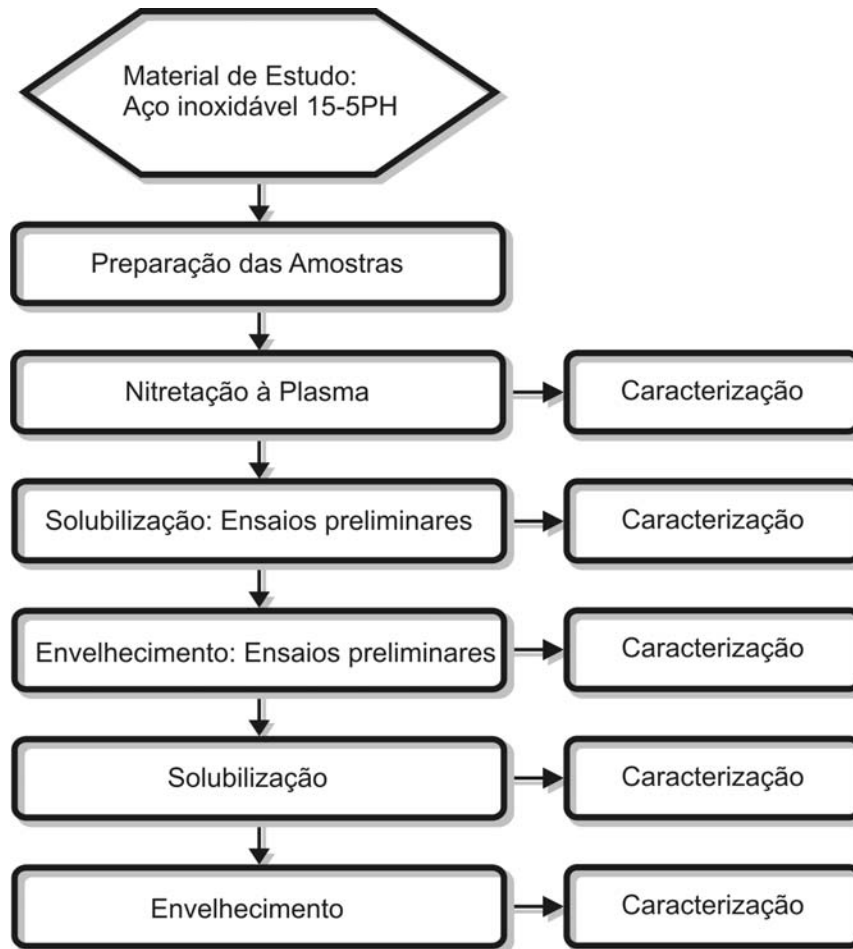 Material de Estudo:
Aço inoxidável 15-5PH
Preparação das Amostras
Nitretação à Plasma
Caracterização
Solubilização: Ensaios preliminares
Caracterização
Envelhecimento: Ensaios preliminares
Caracterização
Solubilização
Caracterização
Envelhecimento
Caracterização